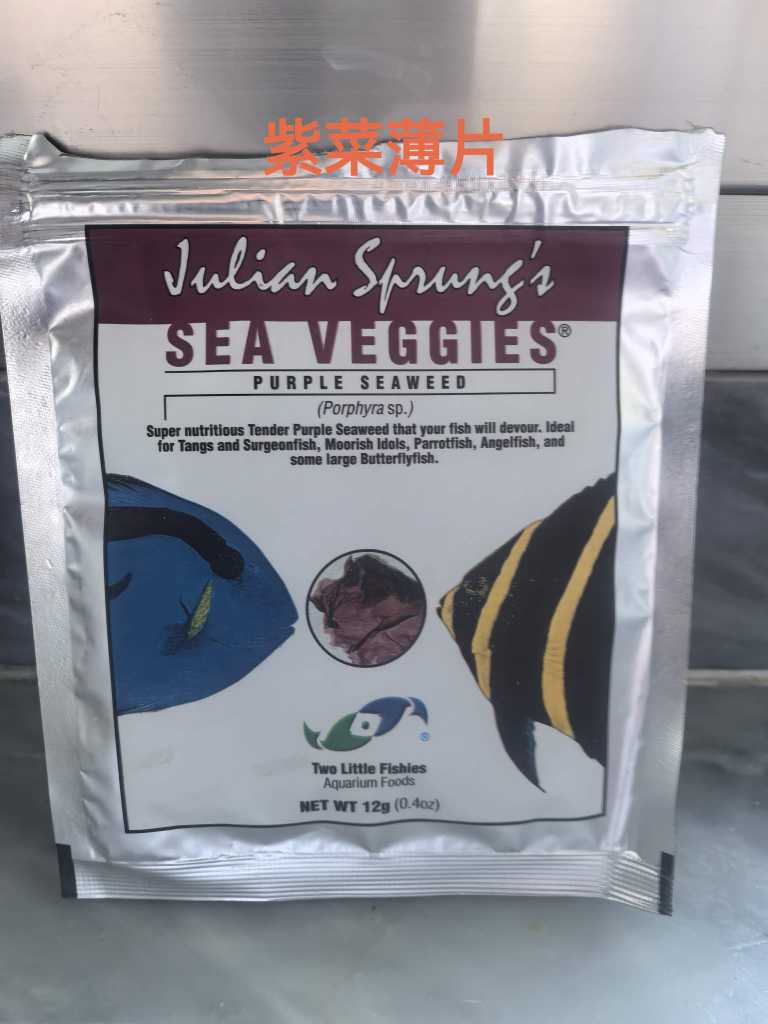 紫菜薄片
Julian Sprung's
SEA VEGGIES®
PURPLE SEAWEED
(Porphyra sp.)
Super nutritious Tender Purple Seaweed that your fish will devour. Ideal
for Tangs and Surgeonfish, Moorish Idols, Parrotfish, Angelfish, and
some large Butterflyfish.
®
Two Little Fishies
Aquarium Foods
NET WT 12g (0.4oz)